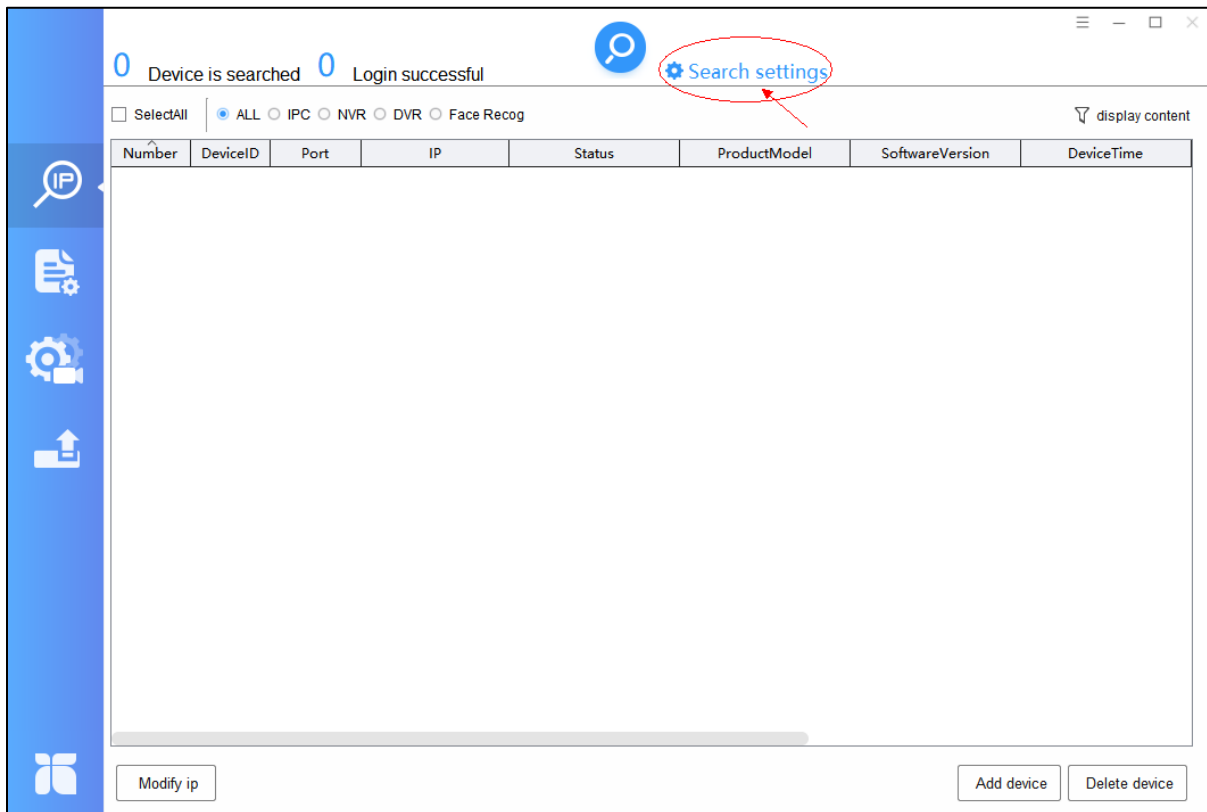 0 Device is searched 0 Login successful Search settings
SelectAll ALL IPC NVR DVR Face Recog display content
Number DeviceID Port IP Status ProductModel SoftwareVersion DeviceTime
IP
Modify ip Add device Delete device